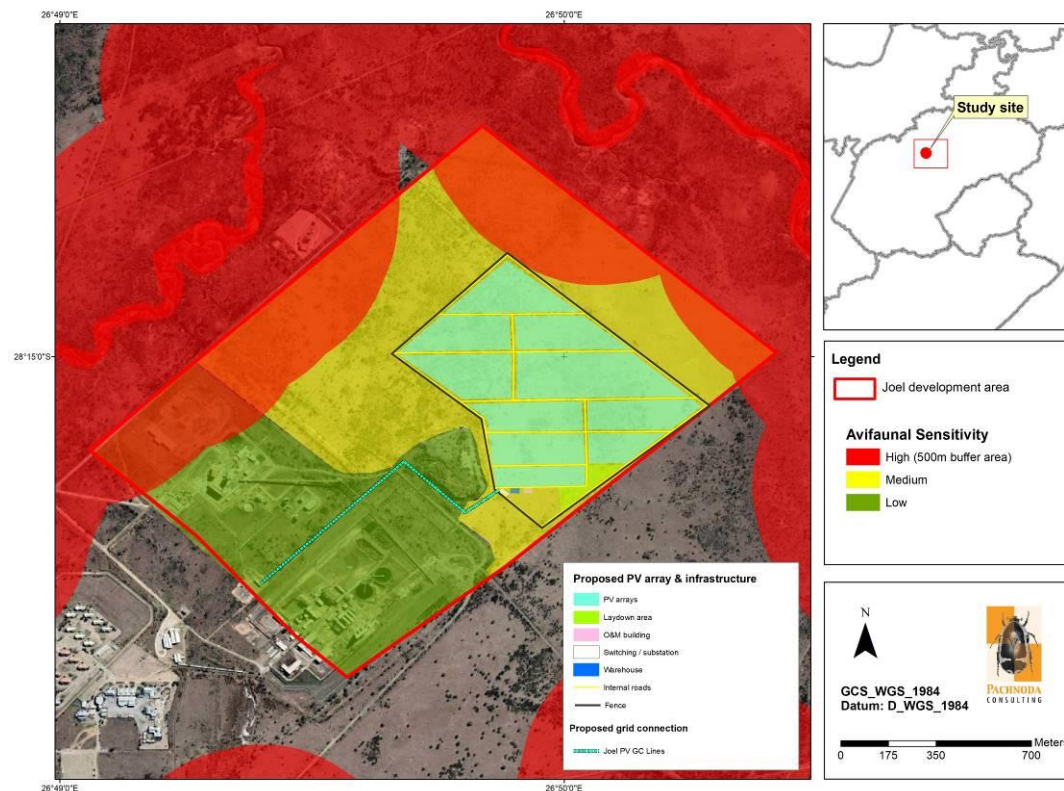 26°49'0"E
26°50'0"E
28°15'0"S
26°49'0"E
26°50'0"E
Study site
Legend
Joel development area
Avifaunal Sensitivity
High (500m buffer area)
Medium
Low
Proposed PV array & infrastructure
PV arrays
Laydown area
O&M building
Switching / substation
Warehouse
Internal roads
Fence
Proposed grid connection
Joel PV GC Lines
N
GCS_WGS_1984
Datum: D_WGS_1984
PACHNODA
CONSULTING
Meters
0 175 350 700